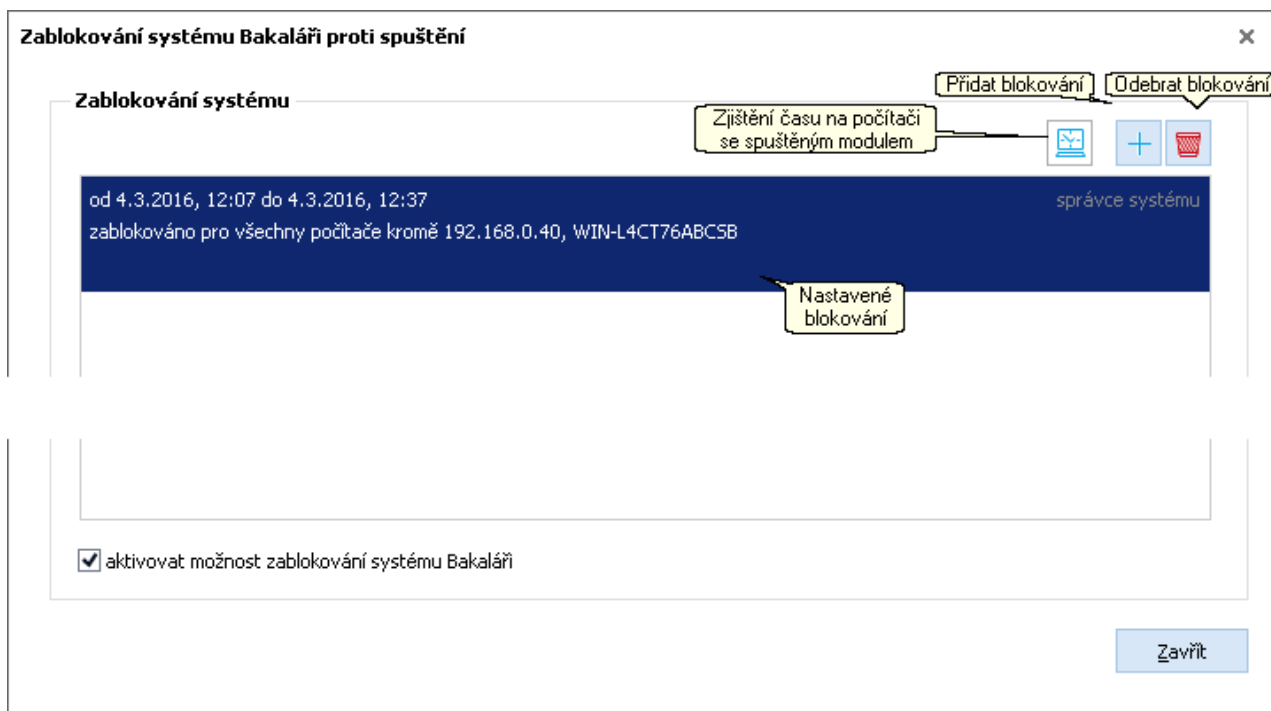 Zablokování systému Bakaláři proti spuštění
Přidat blokování
Odebrat blokování
Zablokování systému
Zjištění času na počítači
se spuštěným modulem
od 4.3.2016, 12:07 do 4.3.2016, 12:37
správce systému
zablokováno pro všechny počítače kromě 192.168.0.40, WIN-L4CT76ABCSB
Nastavené
blokování
aktivovat možnost zablokování systému Bakaláři
Zavřít